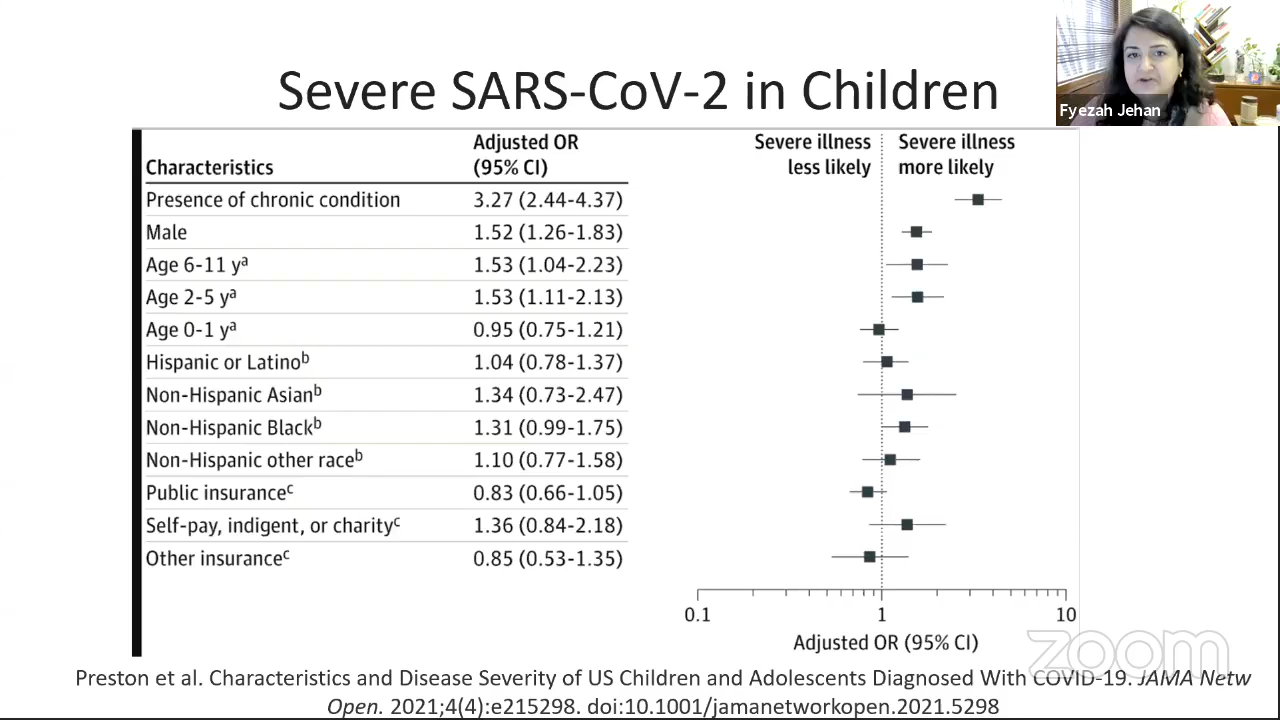 Fyezah Jehan
Severe SARS-CoV-2 in Children
Characteristics Adjusted OR (95% CI) Severe illness less likely Severe illness more likely
Presence of chronic condition 3.27 (2.44-4.37)
Male 1.52 (1.26-1.83)
Age 6-11 yᵃ 1.53 (1.04-2.23)
Age 2-5 yᵃ 1.53 (1.11-2.13)
Age 0-1 yᵃ 0.95 (0.75-1.21)
Hispanic or Latinoᵇ 1.04 (0.78-1.37)
Non-Hispanic Asianᵇ 1.34 (0.73-2.47)
Non-Hispanic Blackᵇ 1.31 (0.99-1.75)
Non-Hispanic other raceᵇ 1.10 (0.77-1.58)
Public insuranceᶜ 0.83 (0.66-1.05)
Self-pay, indigent, or charityᶜ 1.36 (0.84-2.18)
Other insuranceᶜ 0.85 (0.53-1.35)
0.1 1 10
Adjusted OR (95% CI)
zoom
Preston et al. Characteristics and Disease Severity of US Children and Adolescents Diagnosed With COVID-19. JAMA Netw
Open. 2021;4(4):e215298. doi:10.1001/jamanetworkopen.2021.5298